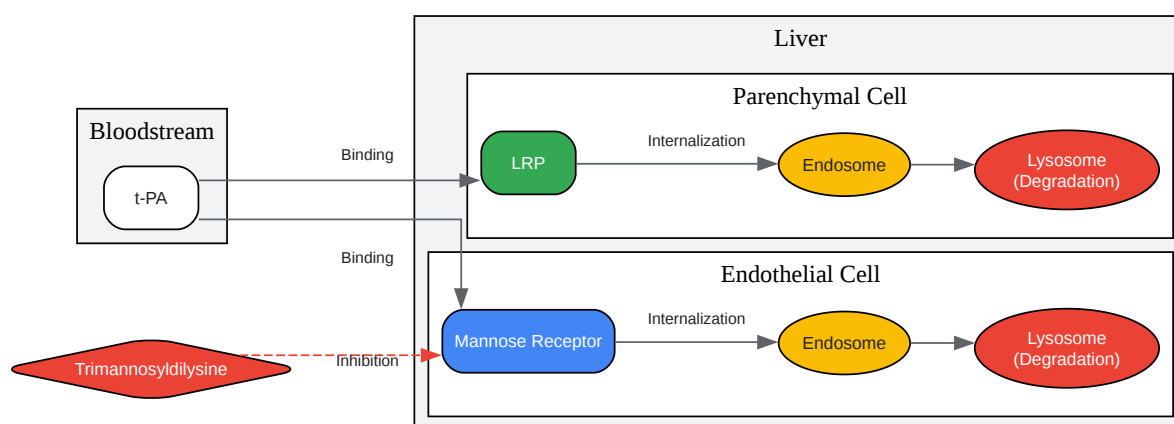 Liver
Parenchymal Cell
Bloodstream
t-PA
Binding
LRP
Internalization
Endosome
Lysosome
(Degradation)
Binding
Endothelial Cell
Trimannosyldilysine
Inhibition
Mannose Receptor
Internalization
Endosome
Lysosome
(Degradation)